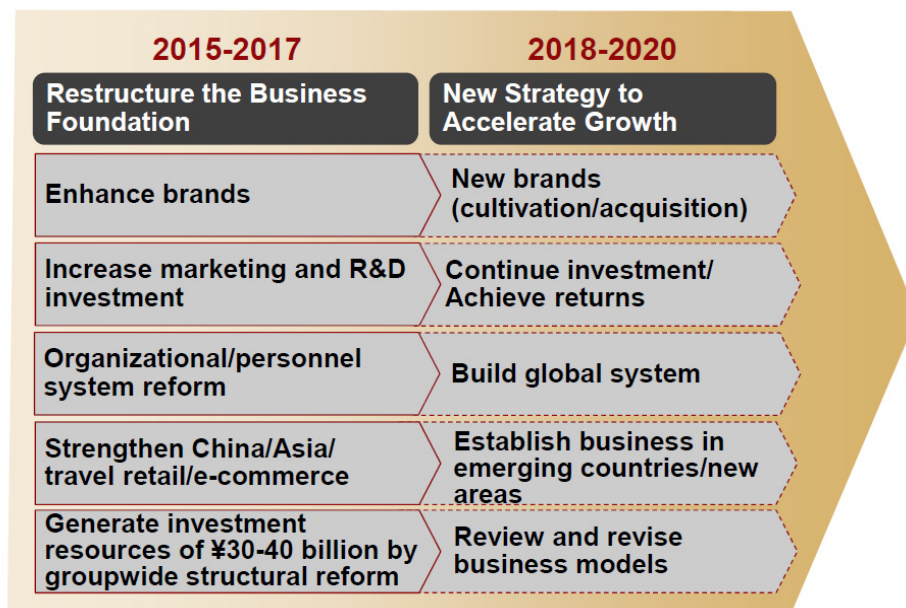 2015-2017
2018-2020
Restructure the Business
Foundation
New Strategy to
Accelerate Growth
Enhance brands
New brands
(cultivation/acquisition)
Increase marketing and R&D
investment
Continue investment/
Achieve returns
Organizational/personnel
system reform
Build global system
Strengthen China/Asia/
travel retail/e-commerce
Establish business in
emerging countries/new
areas
Generate investment
resources of ¥30-40 billion by
groupwide structural reform
Review and revise
business models